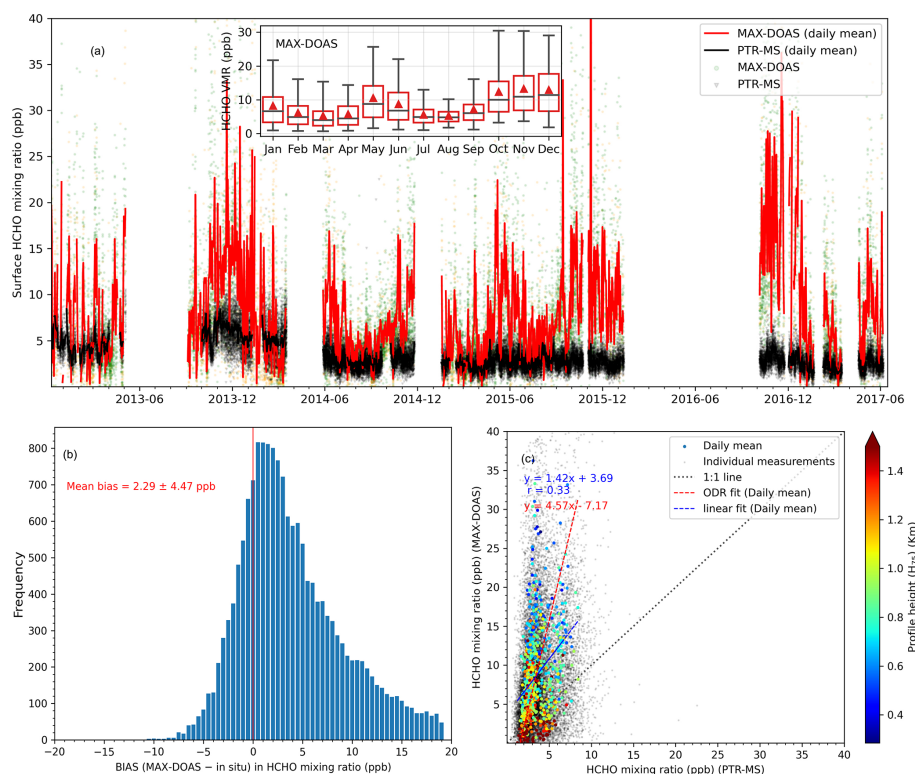 (a)
Surface HCHO mixing ratio (ppb)
40
35
30
25
20
15
10
5
MAX-DOAS
HCHO VMR (ppb)
30
20
10
0
Jan Feb Mar Apr May Jun Jul Aug Sep Oct Nov Dec
MAX-DOAS (daily mean)
PTR-MS (daily mean)
MAX-DOAS
PTR-MS
2013-06 2013-12 2014-06 2014-12 2015-06 2015-12 2016-06 2016-12 2017-06
(b)
Mean bias = 2.29 ± 4.47 ppb
Frequency
800
700
600
500
400
300
200
100
0
−20 −15 −10 −5 0 5 10 15 20
BIAS (MAX-DOAS − in situ) in HCHO mixing ratio (ppb)
(c)
y = 1.42x + 3.69
r = 0.33
y = 4.57x - 7.17
Daily mean
Individual measurements
1:1 line
ODR fit (Daily mean)
linear fit (Daily mean)
HCHO mixing ratio (ppb) (MAX-DOAS)
40
35
30
25
20
15
10
5
5 10 15 20 25 30 35 40
HCHO mixing ratio (ppb) (PTR-MS)
1.4
1.2
1.0
0.8
0.6
0.4
Profile height (H₇₅) (Km)